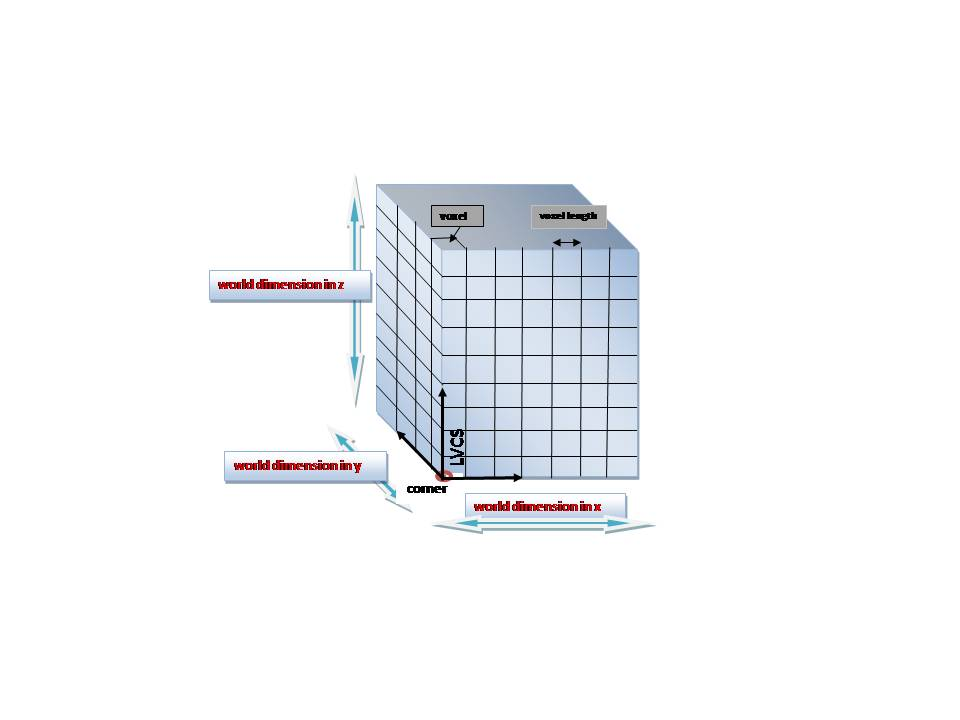 voxel
voxel length
world dimension in z
LVCS
world dimension in y
corner
world dimension in x